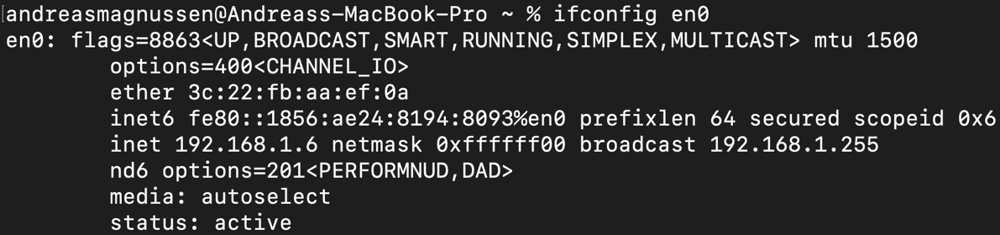 [andreasmagnussen@Andreass-MacBook-Pro ~ % ifconfig en0
en0: flags=8863<UP,BROADCAST,SMART,RUNNING,SIMPLEX,MULTICAST> mtu 1500
options=400<CHANNEL_IO>
ether 3c:22:fb:aa:ef:0a
inet6 fe80::1856:ae24:8194:8093%en0 prefixlen 64 secured scopeid 0x6
inet 192.168.1.6 netmask 0xffffff00 broadcast 192.168.1.255
nd6 options=201<PERFORMNUD,DAD>
media: autoselect
status: active